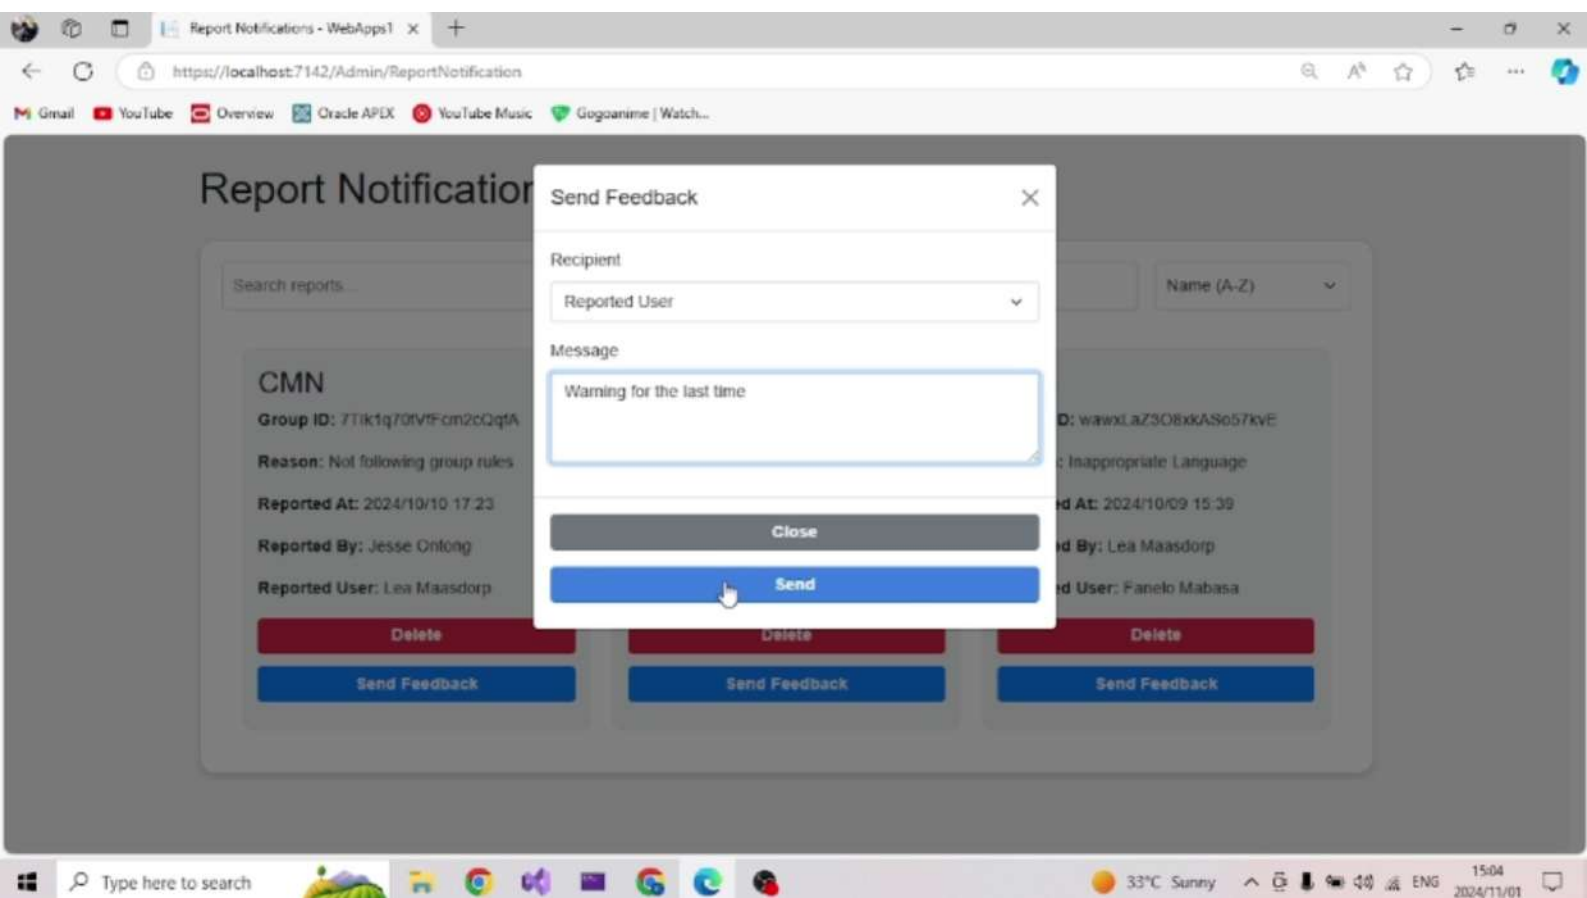 Report Notifications - WebApps1
https://localhost:7142/Admin/ReportNotification
Gmail YouTube Overview Oracle APEX YouTube Music Gogoanime | Watch...
Report Notification
Send Feedback
Recipient
Search reports...
Reported User
Name (A-Z)
Message
Warning for the last time
CMN
Group ID:
D:
Reason: Not following group rules
: Inappropriate Language
Reported At: 2024/10/10 17:23
ed At: 2024/10/09 15:39
Reported By: Jesse Ontong
ed By: Lea Maasdorp
Reported User: Lea Maasdorp
ed User: Fanelo Mabasa
Close
Send
Delete Delete Delete
Send Feedback Send Feedback Send Feedback
Type here to search
33°C Sunny
ENG
15:04
2024/11/01